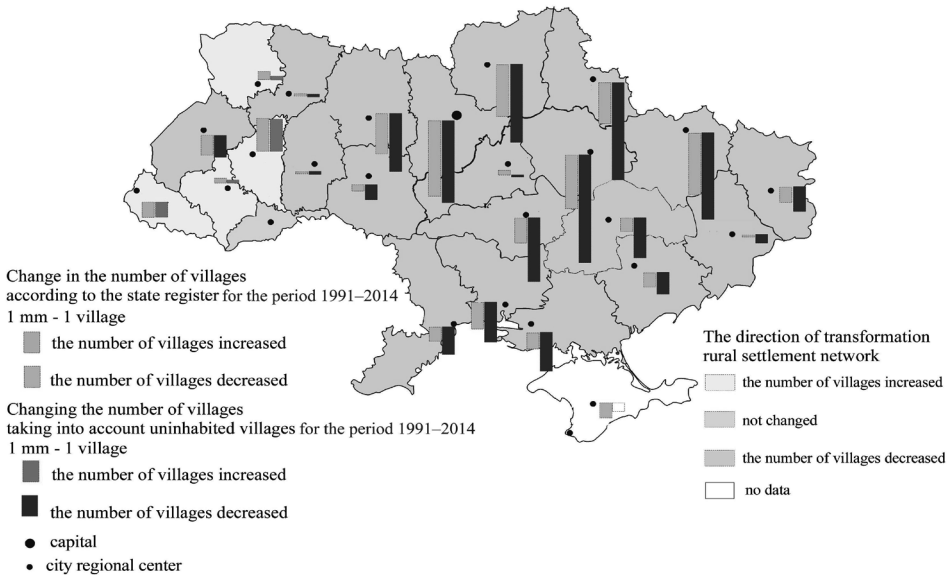 Change in the number of villages
according to the state register for the period 1991–2014
1 mm - 1 village
the number of villages increased
the number of villages decreased
Changing the number of villages
taking into account uninhabited villages for the period 1991–2014
1 mm - 1 village
the number of villages increased
the number of villages decreased
capital
city regional center
The direction of transformation
rural settlement network
the number of villages increased
not changed
the number of villages decreased
no data